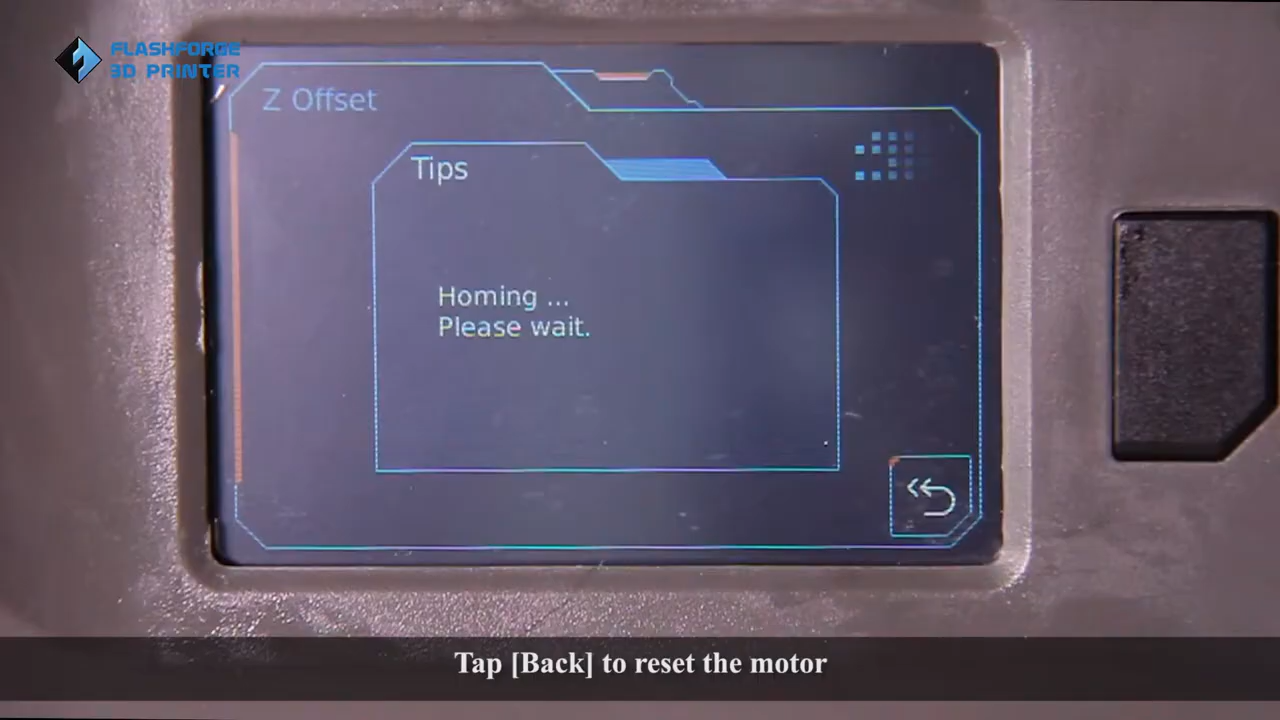 FLASHFORGE
3D PRINTER
Z Offset
Tips
Homing ...
Please wait.
Tap [Back] to reset the motor